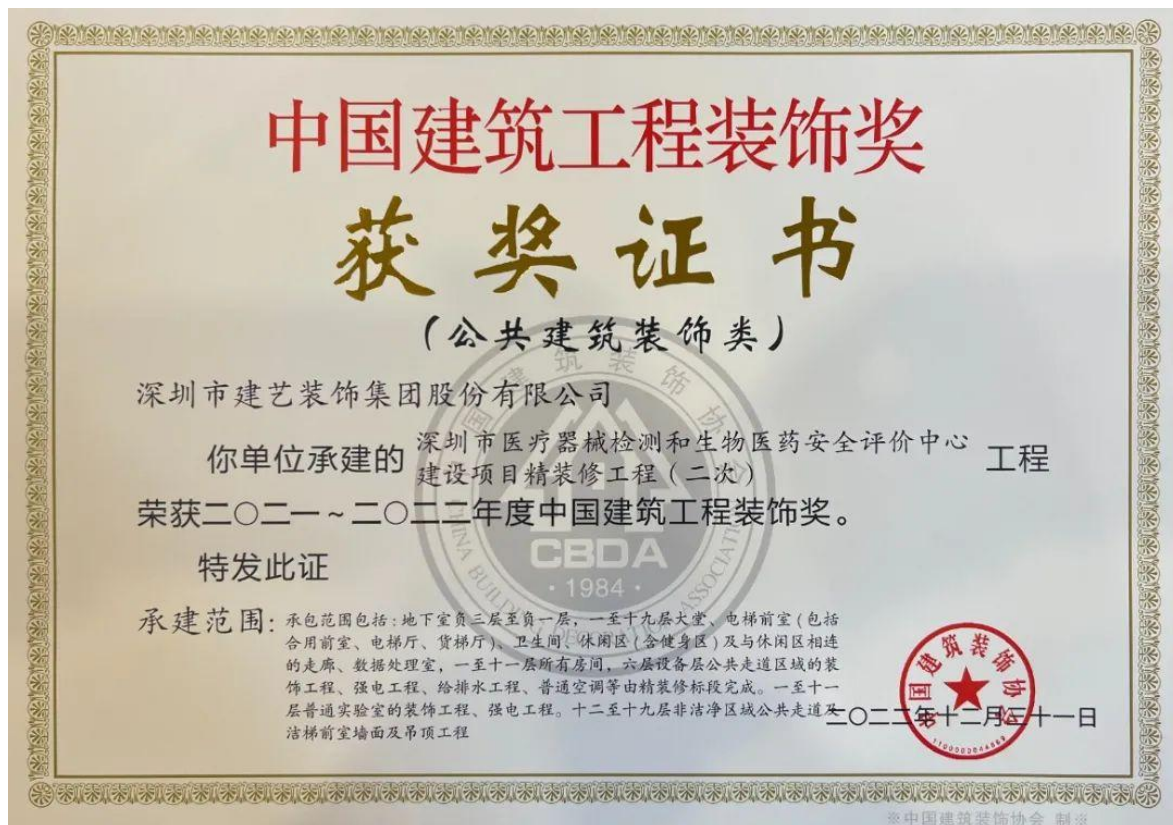 中国建筑工程装饰奖
获奖证书
(公共建筑装饰类)
深圳市建艺装饰集团股份有限公司
你单位承建的 深圳市医疗器械检测和生物医药安全评价中心 工程
建设项目精装修工程(二次)
荣获二〇二一~二〇二二年度中国建筑工程装饰奖。
特发此证
承建范围: 承包范围包括:地下室负三层至负一层,一至十九层大堂、电梯前室(包括
合用前室、电梯厅、货梯厅)、卫生间、休闲区(含健身区)及与休闲区相连
的走廊、数据处理室,一至十一层所有房间,六层设备层公共走道区域的装
饰工程、强电工程、给排水工程、普通空调等由精装修标段完成。一至十一
层普通实验室的装饰工程、强电工程。十二至十九层非洁净区域公共走道及
洁梯前室墙面及吊顶工程
二〇二二年十二月三十一日
中国建筑装饰协会
CHINA BUILDING DECORATION ASSOCIATION
CBDA
·1984·
中国建筑装饰协会
※中国建筑装饰协会 制※